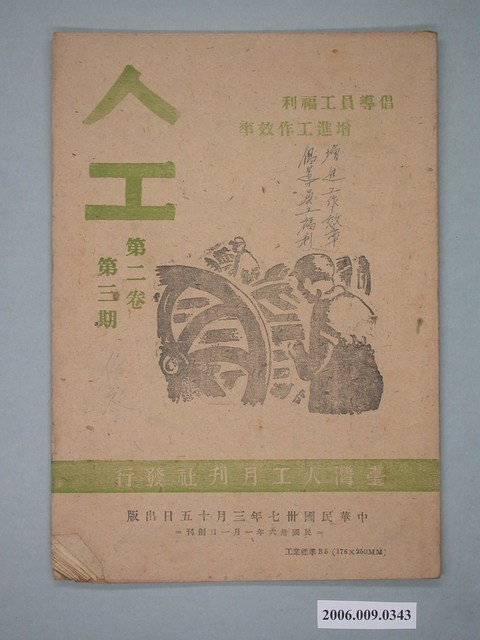 人工
第二卷
第三期
倡導員工福利
增進工作效率
增進工作效率
員工福利
臺灣人工月刊社發行
中華民國卅七年三月十五日出版
=民國卅六年一月一日創刊=
工業標準B5 (176×250MM)
2006.009.0343